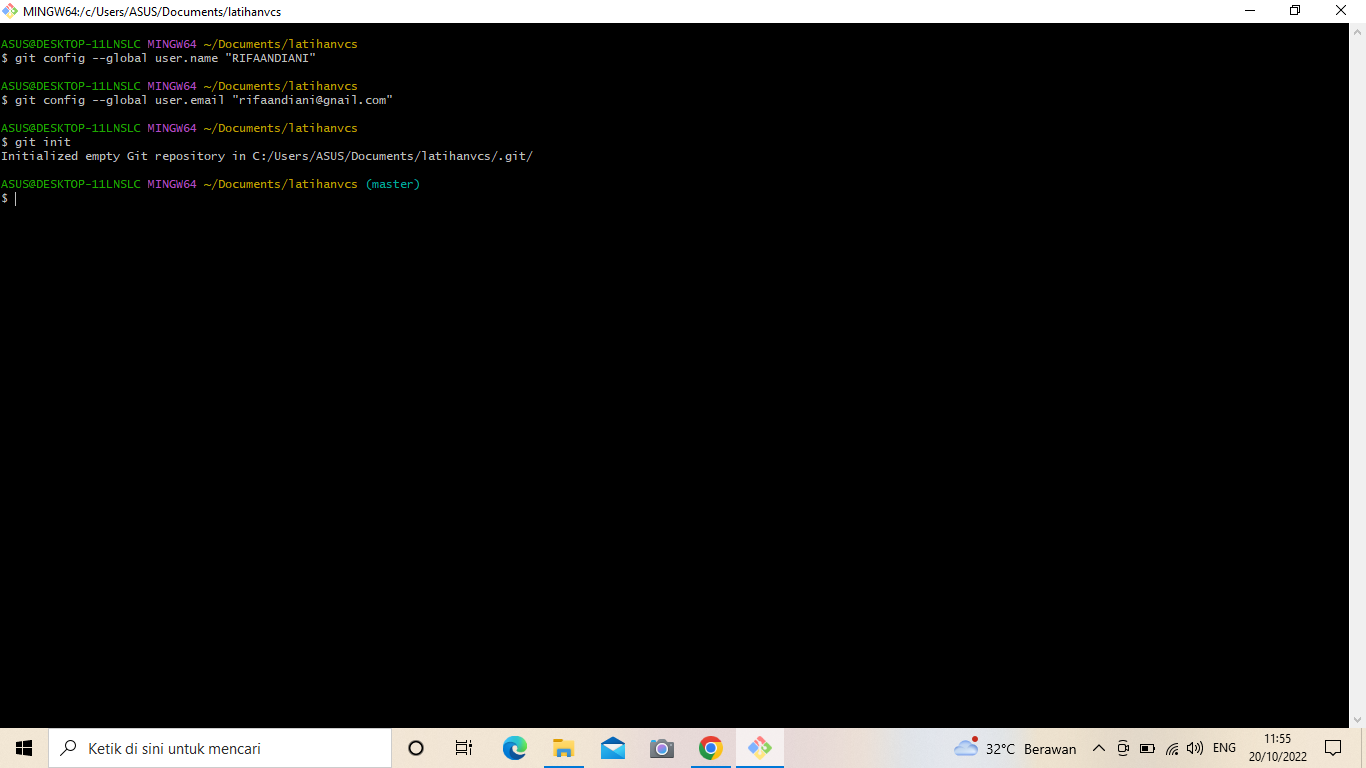 MINGW64:/c/Users/ASUS/Documents/latihanvcs
ASUS@DESKTOP-11LNSLC MINGW64 ~/Documents/latihanvcs
$ git config --global user.name "RIFAANDIANI"
ASUS@DESKTOP-11LNSLC MINGW64 ~/Documents/latihanvcs
$ git config --global user.email "rifaandiani@gnail.com"
ASUS@DESKTOP-11LNSLC MINGW64 ~/Documents/latihanvcs
$ git init
Initialized empty Git repository in C:/Users/ASUS/Documents/latihanvcs/.git/
ASUS@DESKTOP-11LNSLC MINGW64 ~/Documents/latihanvcs (master)
$
Ketik di sini untuk mencari
32°C Berawan
ENG
11:55
20/10/2022